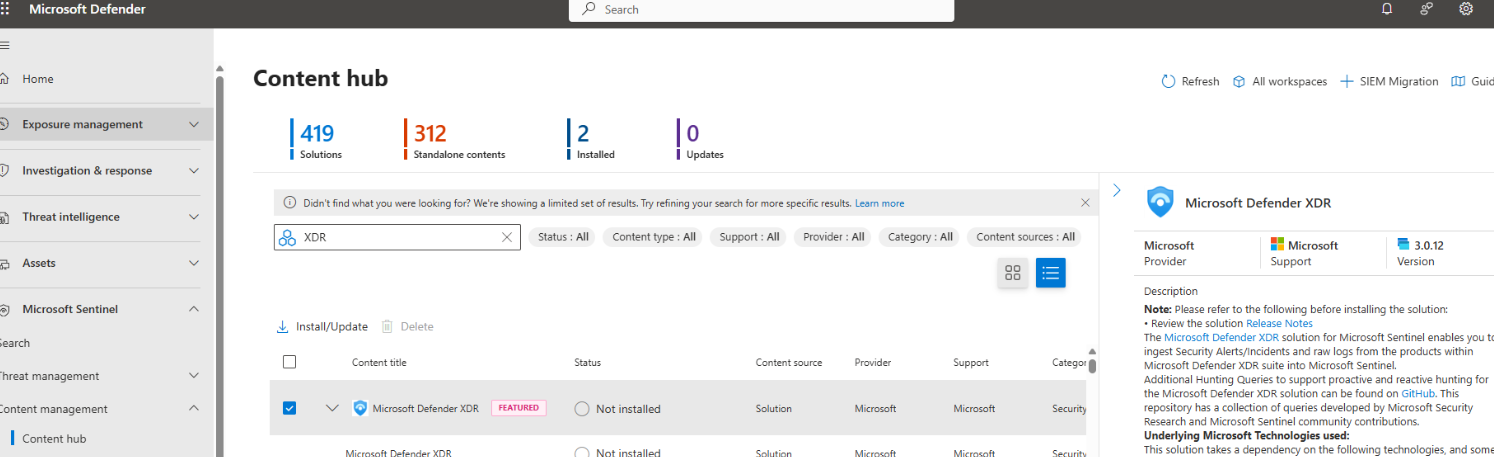 Microsoft Defender
Search
Home
Exposure management
Investigation & response
Threat intelligence
Assets
Microsoft Sentinel
Threat management
Content management
Content hub
Content hub
Refresh
All workspaces
SIEM Migration
419
Solutions
312
Standalone contents
2
Installed
0
Updates
Didn't find what you were looking for? We're showing a limited set of results. Try refining your search for more specific results. Learn more
XDR
Status : All
Content type : All
Support : All
Provider : All
Category : All
Content sources : All
Install/Update
Delete
Content title Status Content source Provider Support Categor
Microsoft Defender XDR FEATURED Not installed Solution Microsoft Microsoft Security
Microsoft Defender XDR Not installed Solution Microsoft Microsoft Security
Microsoft Defender XDR
Microsoft
Provider
Microsoft
Support
3.0.12
Version
Description
Note: Please refer to the following before installing the solution:
• Review the solution Release Notes
The Microsoft Defender XDR solution for Microsoft Sentinel enables you to
ingest Security Alerts/Incidents and raw logs from the products within
Microsoft Defender XDR suite into Microsoft Sentinel.
Additional Hunting Queries to support proactive and reactive hunting for
the Microsoft Defender XDR solution can be found on GitHub. This
repository has a collection of queries developed by Microsoft Security
Research and Microsoft Sentinel community contributions.
Underlying Microsoft Technologies used:
This solution takes a dependency on the following technologies, and some